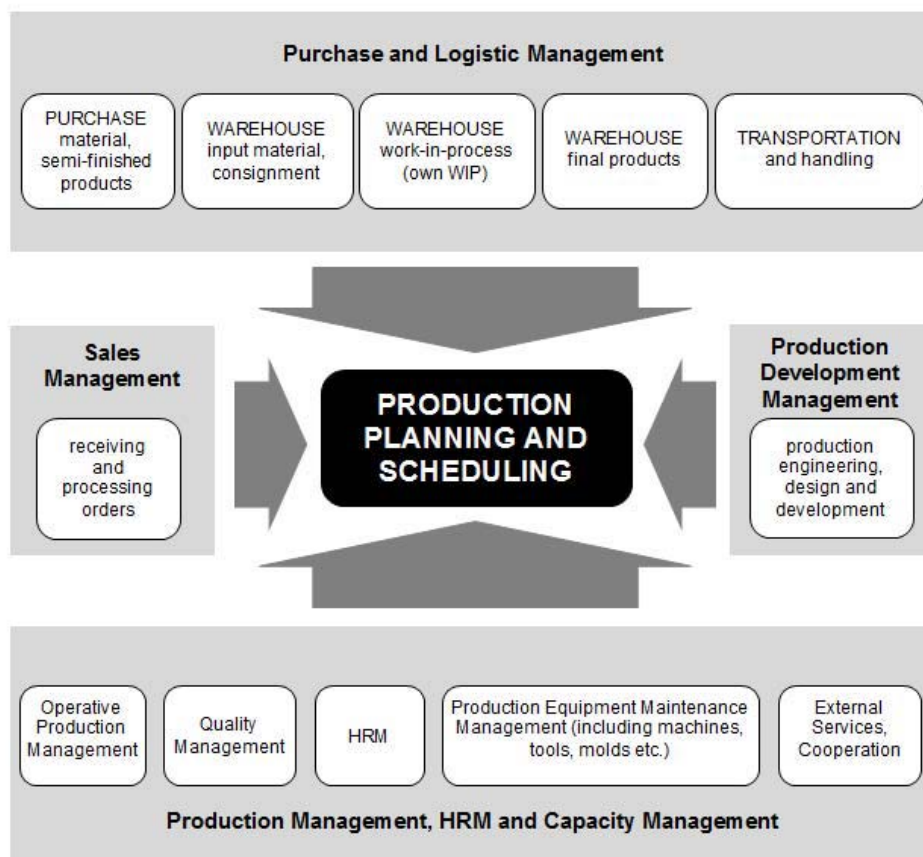 Purchase and Logistic Management
PURCHASE
material,
semi-finished
products
WAREHOUSE
input material,
consignment
WAREHOUSE
work-in-process
(own WIP)
WAREHOUSE
final products
TRANSPORTATION
and handling
Sales
Management
receiving
and
processing
orders
PRODUCTION
PLANNING AND
SCHEDULING
Production
Development
Management
production
engineering,
design and
development
Operative
Production
Management
Quality
Management
HRM
Production Equipment Maintenance
Management (including machines,
tools, molds etc.)
External
Services,
Cooperation
Production Management, HRM and Capacity Management